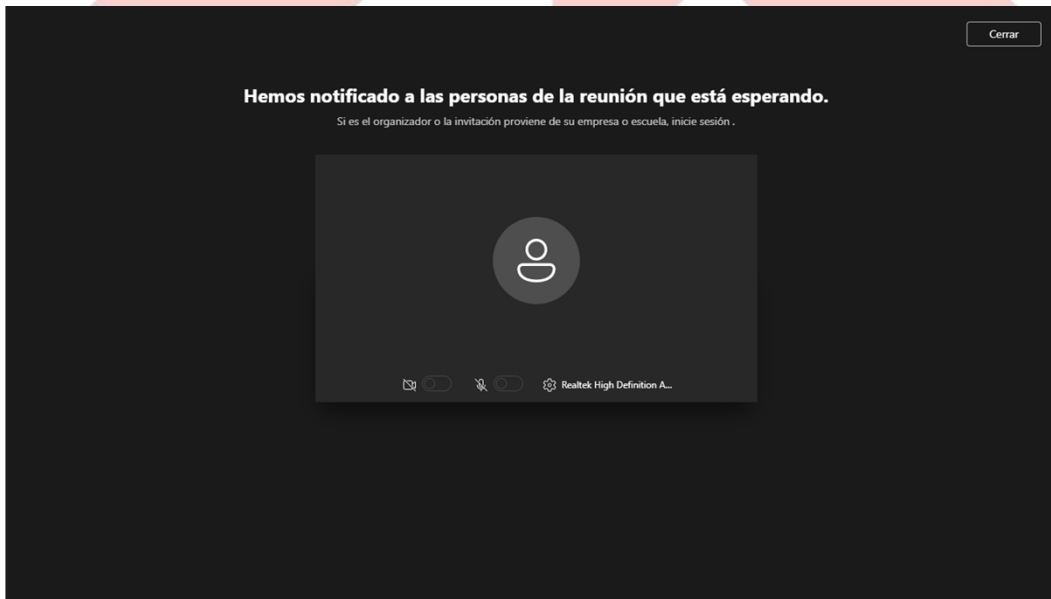 Cerrar
Hemos notificado a las personas de la reunión que está esperando.
Si es el organizador o la invitación proviene de su empresa o escuela, inicie sesión .
Realtek High Definition A...